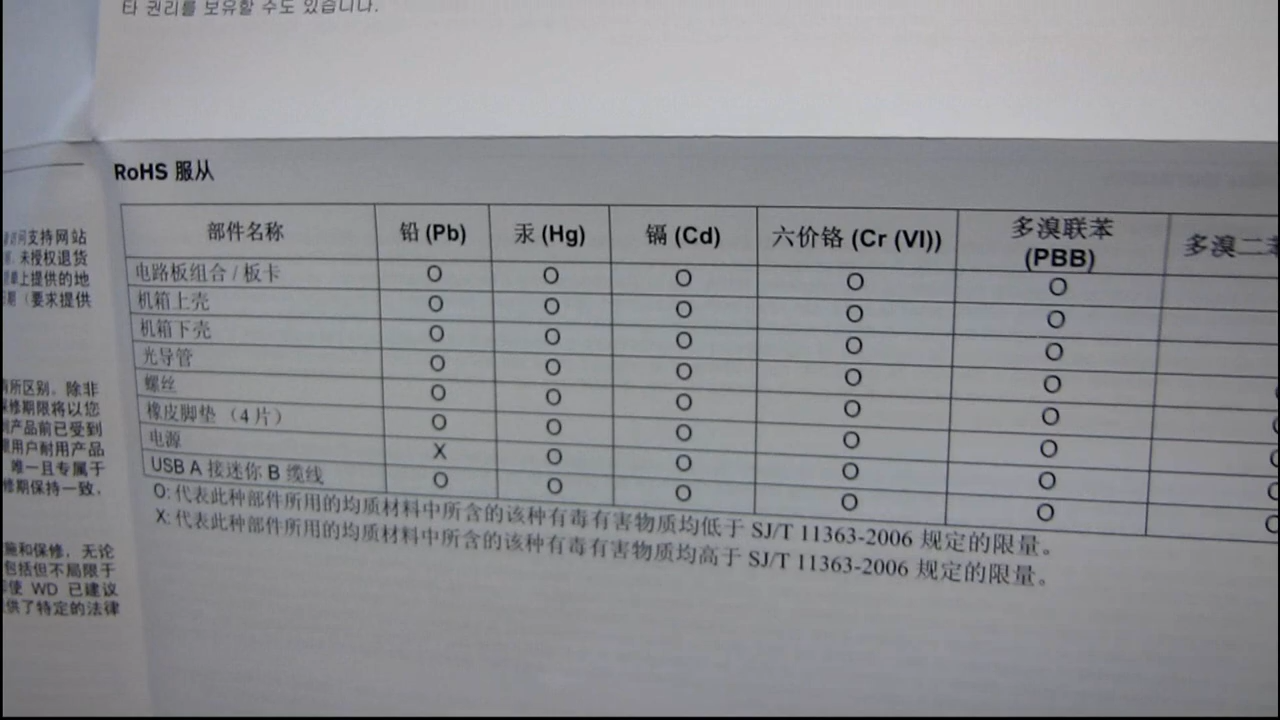 타 권리를 보유할 수도 있습니다.
RoHS 服从
部件名称 铅 (Pb) 汞 (Hg) 镉 (Cd) 六价铬 (Cr (VI)) 多溴联苯 (PBB) 多溴二苯
电路板组合 / 板卡 O O O O O
机箱上壳 O O O O O
机箱下壳 O O O O O
光导管 O O O O O
螺丝 O O O O O
橡皮脚垫 （4 片） O O O O O
电源 X O O O O
USB A 接迷你 B 缆线 O O O O O
O: 代表此种部件所用的均质材料中所含的该种有毒有害物质均低于 SJ/T 11363-2006 规定的限量。
X: 代表此种部件所用的均质材料中所含的该种有毒有害物质均高于 SJ/T 11363-2006 规定的限量。
支持网站
未授权退货
上提供的地
（要求提供
所区别。除非
修期限将以您
产品前已受到
用户耐用产品
唯一且专属于
修期保持一致。
施和保修，无论
包括但不局限于
使 WD 已建议
供了特定的法律